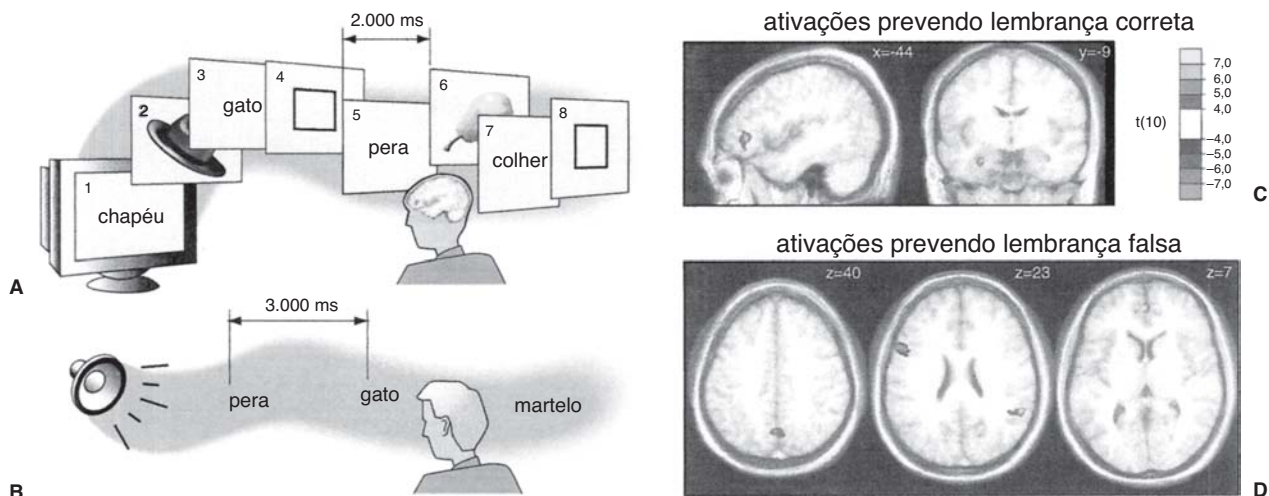 2.000 ms
1
chapéu
2
3
gato
4
5
pera
6
7
colher
8
A
3.000 ms
pera
gato
martelo
B
ativações prevendo lembrança correta
x=-44
y=-9
t(10)
7,0
6,0
5,0
4,0
-4,0
-5,0
-6,0
-7,0
C
ativações prevendo lembrança falsa
z=40
z=23
z=7
D